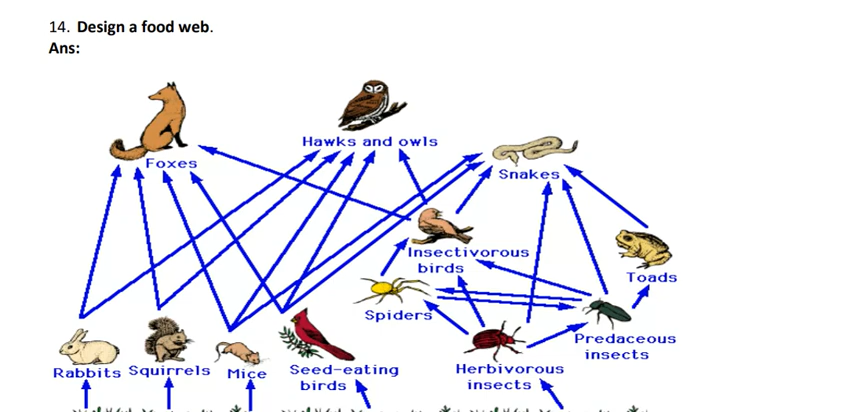 14. Design a food web.
Ans:
Hawks and owls
Foxes
Snakes
Insectivorous
birds
Toads
Spiders
Predaceous
insects
Rabbits Squirrels Mice Seed-eating
birds
Herbivorous
insects